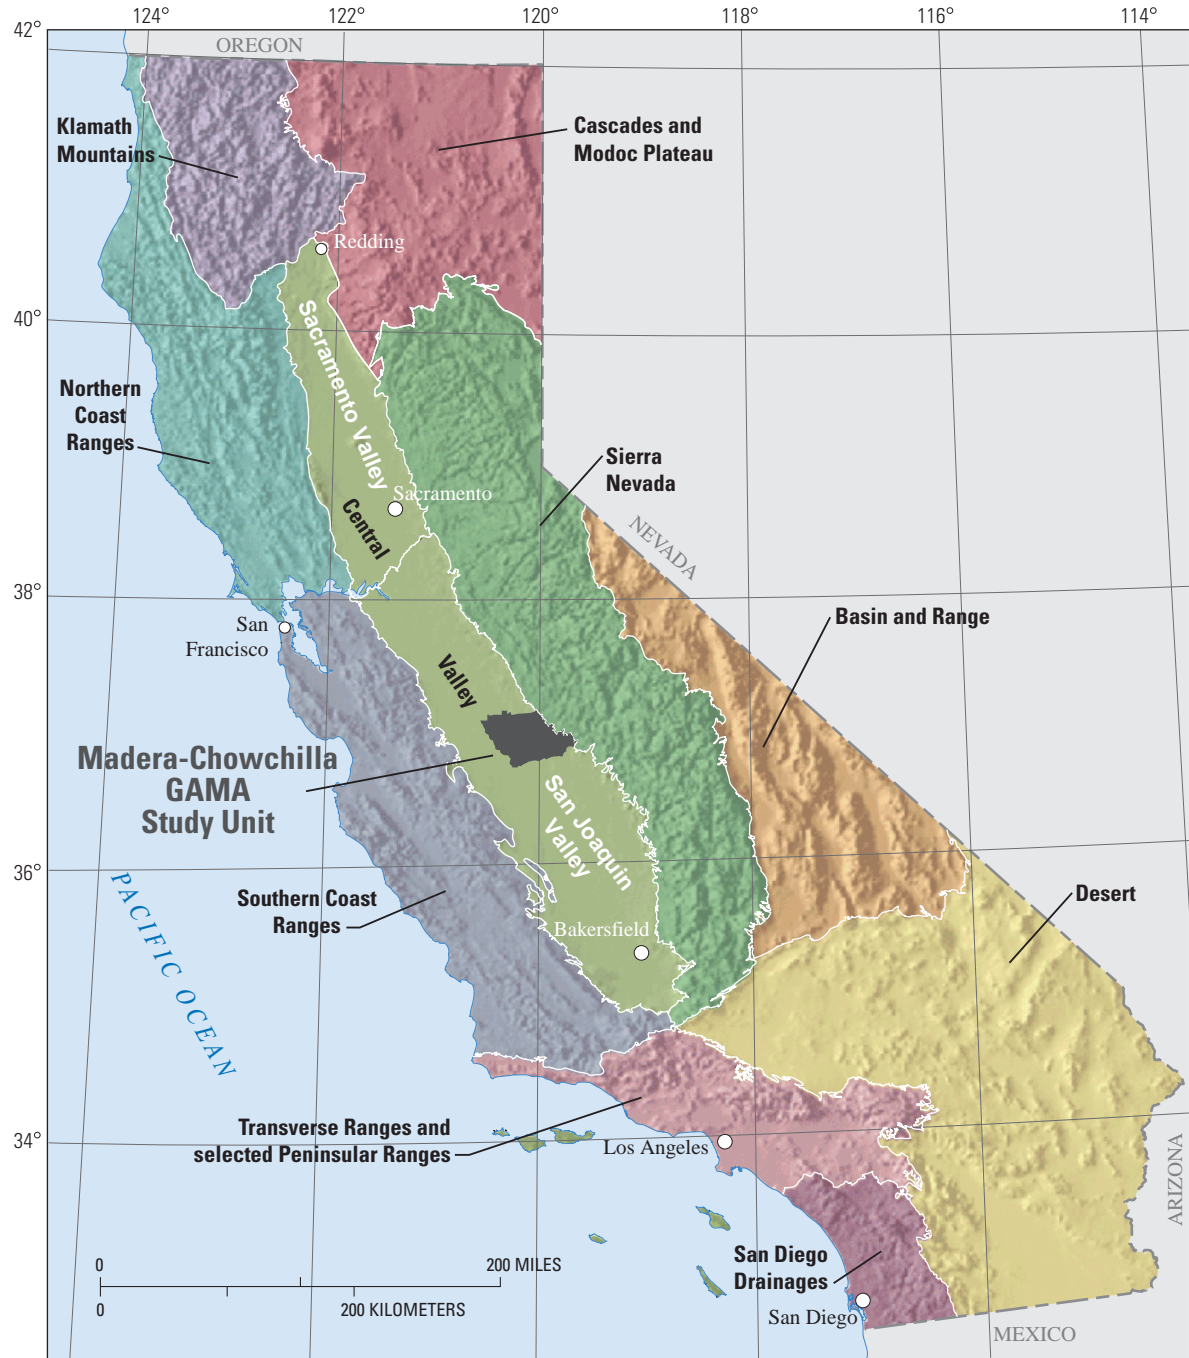 124°
122°
120°
118°
116°
114°
42°
OREGON
Klamath
Mountains
Cascades and
Modoc Plateau
Redding
40°
Sacramento Valley
Northern
Coast
Ranges
Sierra
Nevada
Sacramento
Central
NEVADA
38°
San
Francisco
Basin and Range
Valley
Madera-Chowchilla
GAMA
Study Unit
San Joaquin
Valley
36°
PACIFIC OCEAN
Southern Coast
Ranges
Desert
Bakersfield
34°
Transverse Ranges and
selected Peninsular Ranges
Los Angeles
ARIZONA
San Diego
Drainages
0
200 MILES
0
200 KILOMETERS
San Diego
MEXICO